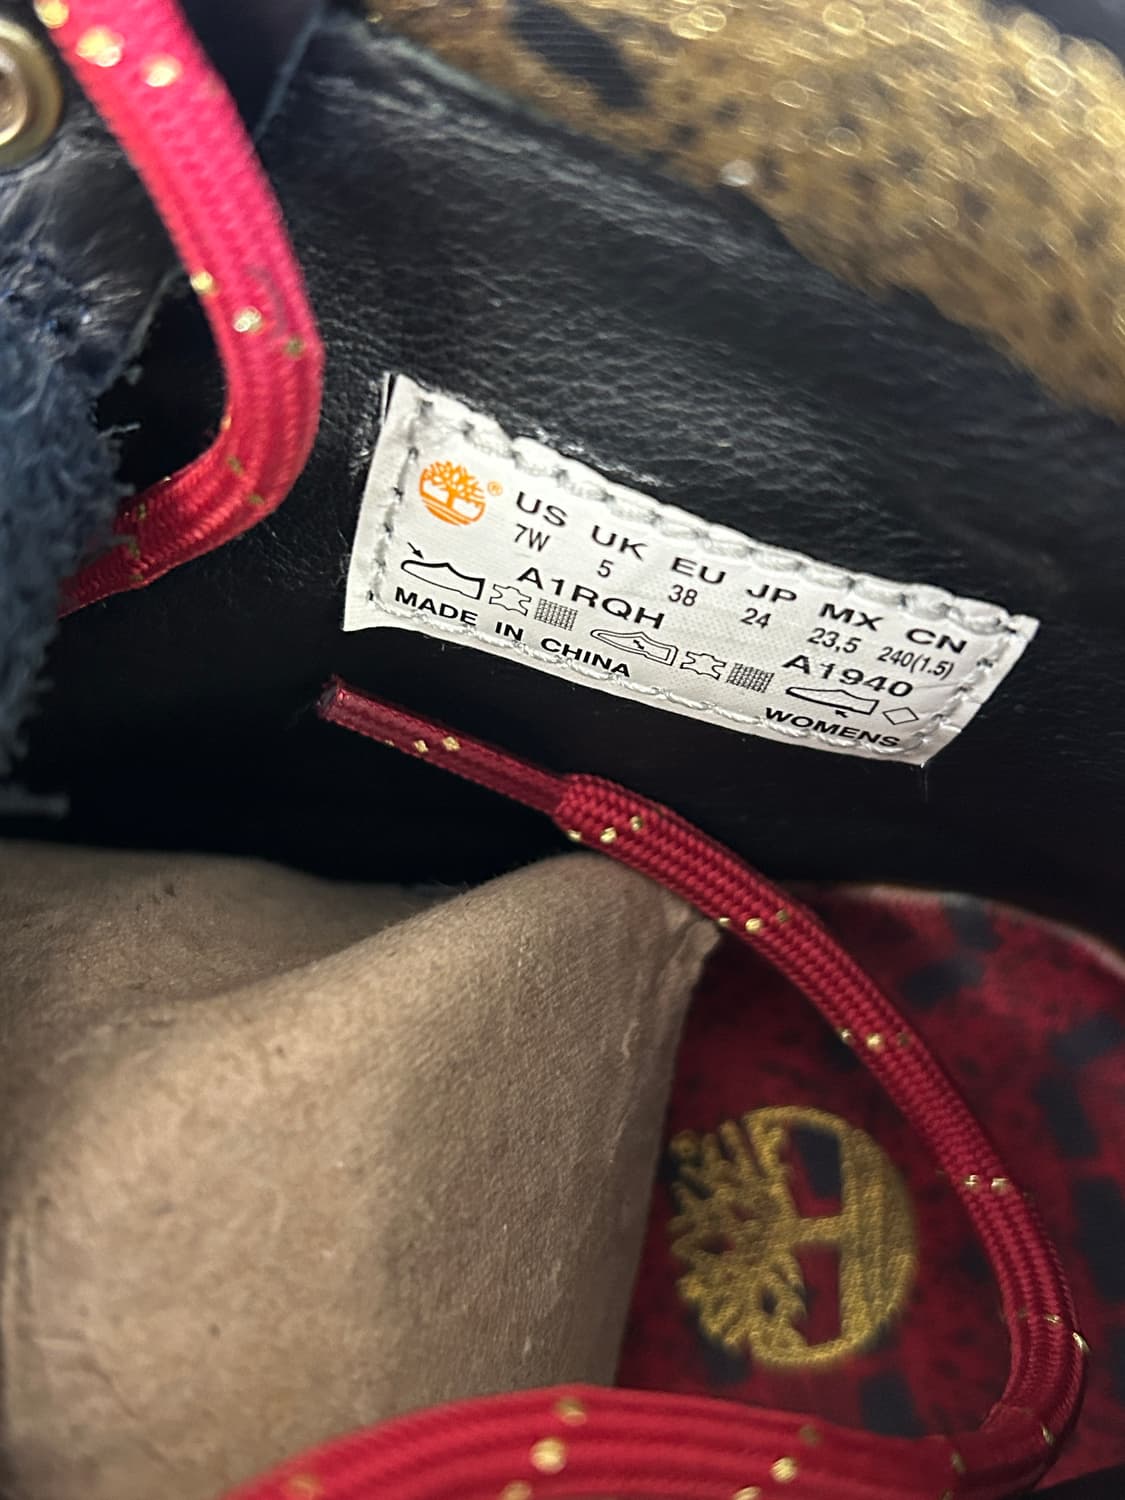 ® US UK EU JP MX CN
7W 5 38 24 23,5 240(1.5)
A1RQH A1940
MADE IN CHINA WOMENS